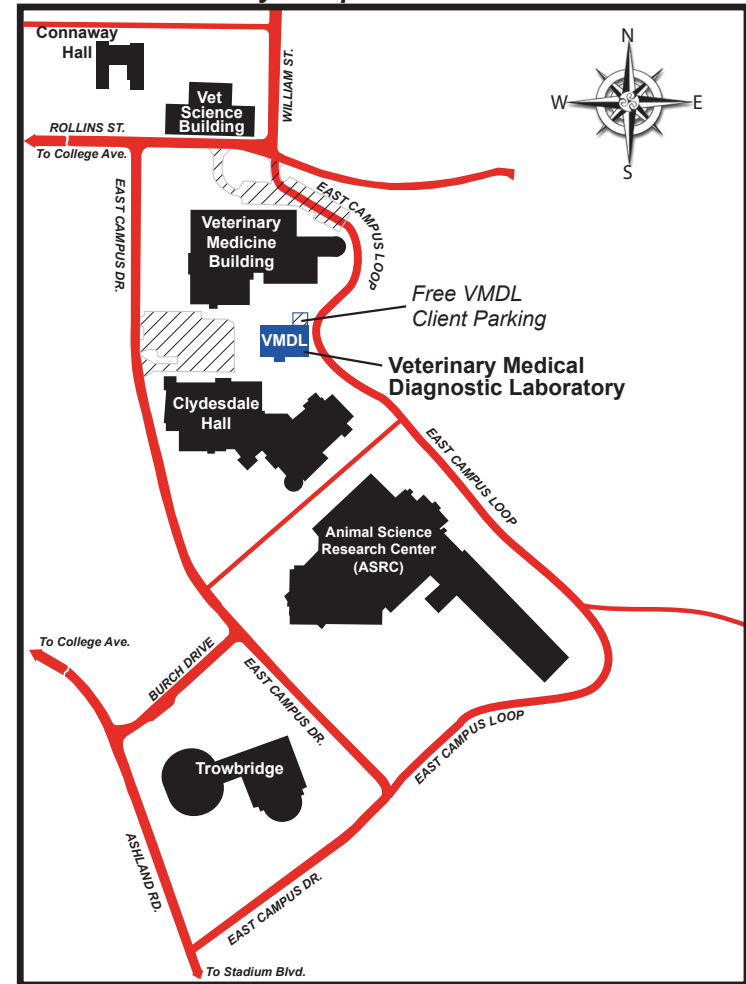 Connaway
Hall
Vet
Science
Building
WILLIAM ST.
N
W
E
S
ROLLINS ST.
To College Ave.
EAST CAMPUS DR.
EAST CAMPUS LOOP
Veterinary
Medicine
Building
Free VMDL
Client Parking
VMDL
Veterinary Medical
Diagnostic Laboratory
Clydesdale
Hall
EAST CAMPUS LOOP
Animal Science
Research Center
(ASRC)
To College Ave.
BURCH DRIVE
EAST CAMPUS DR.
EAST CAMPUS LOOP
Trowbridge
ASHLAND RD.
EAST CAMPUS DR.
To Stadium Blvd.